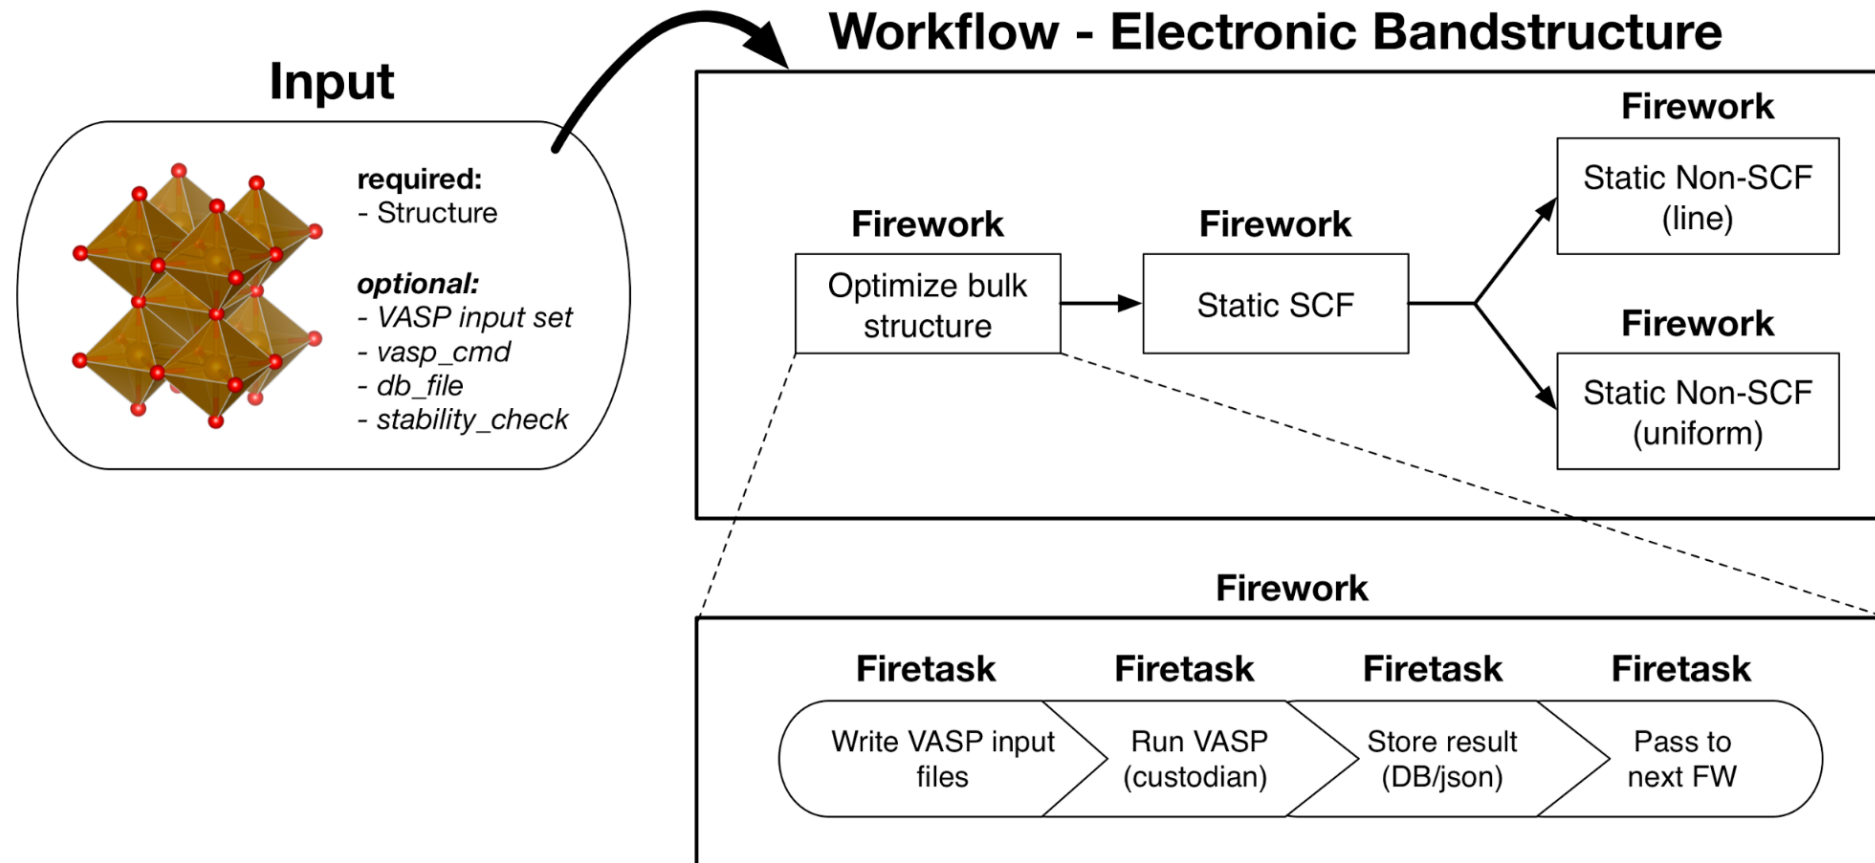 Workflow - Electronic Bandstructure
Input
required:
- Structure
optional:
- VASP input set
- vasp_cmd
- db_file
- stability_check
Firework
Optimize bulk
structure
Firework
Static SCF
Firework
Static Non-SCF
(line)
Firework
Static Non-SCF
(uniform)
Firework
Firetask
Write VASP input
files
Firetask
Run VASP
(custodian)
Firetask
Store result
(DB/json)
Firetask
Pass to
next FW